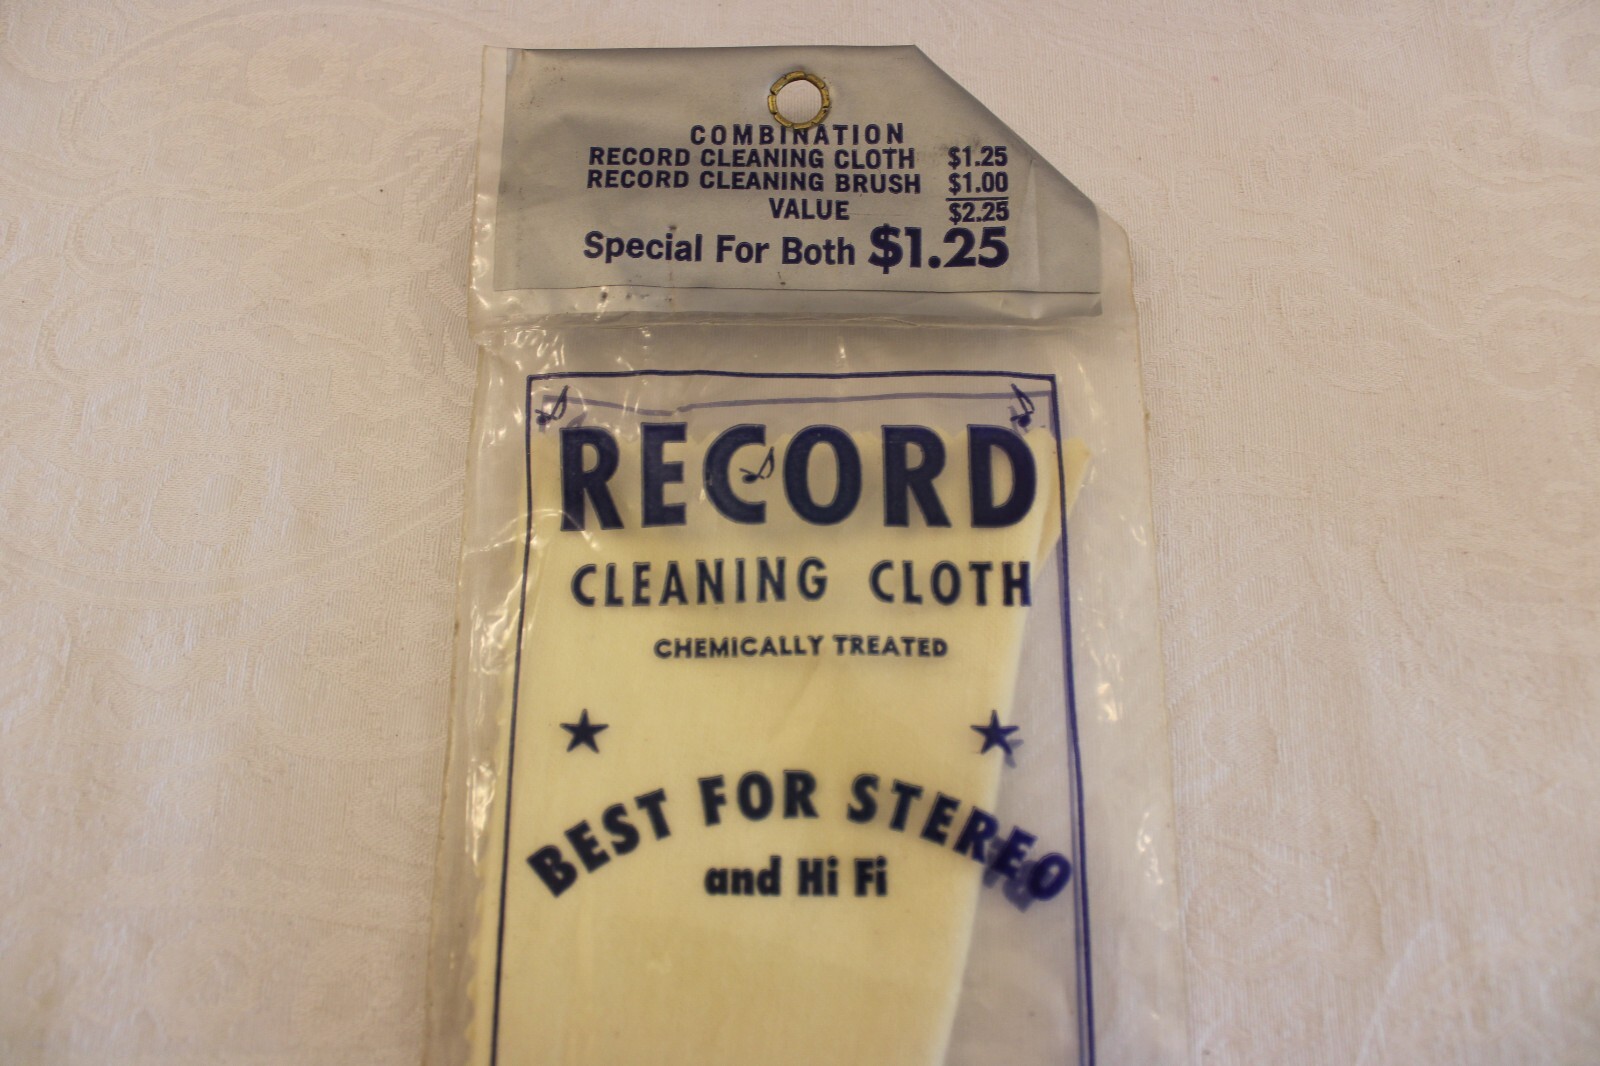 COMBINATION
RECORD CLEANING CLOTH $1.25
RECORD CLEANING BRUSH $1.00
VALUE $2.25
Special For Both $1.25
RECORD
CLEANING CLOTH
CHEMICALLY TREATED
BEST FOR STEREO
and Hi Fi